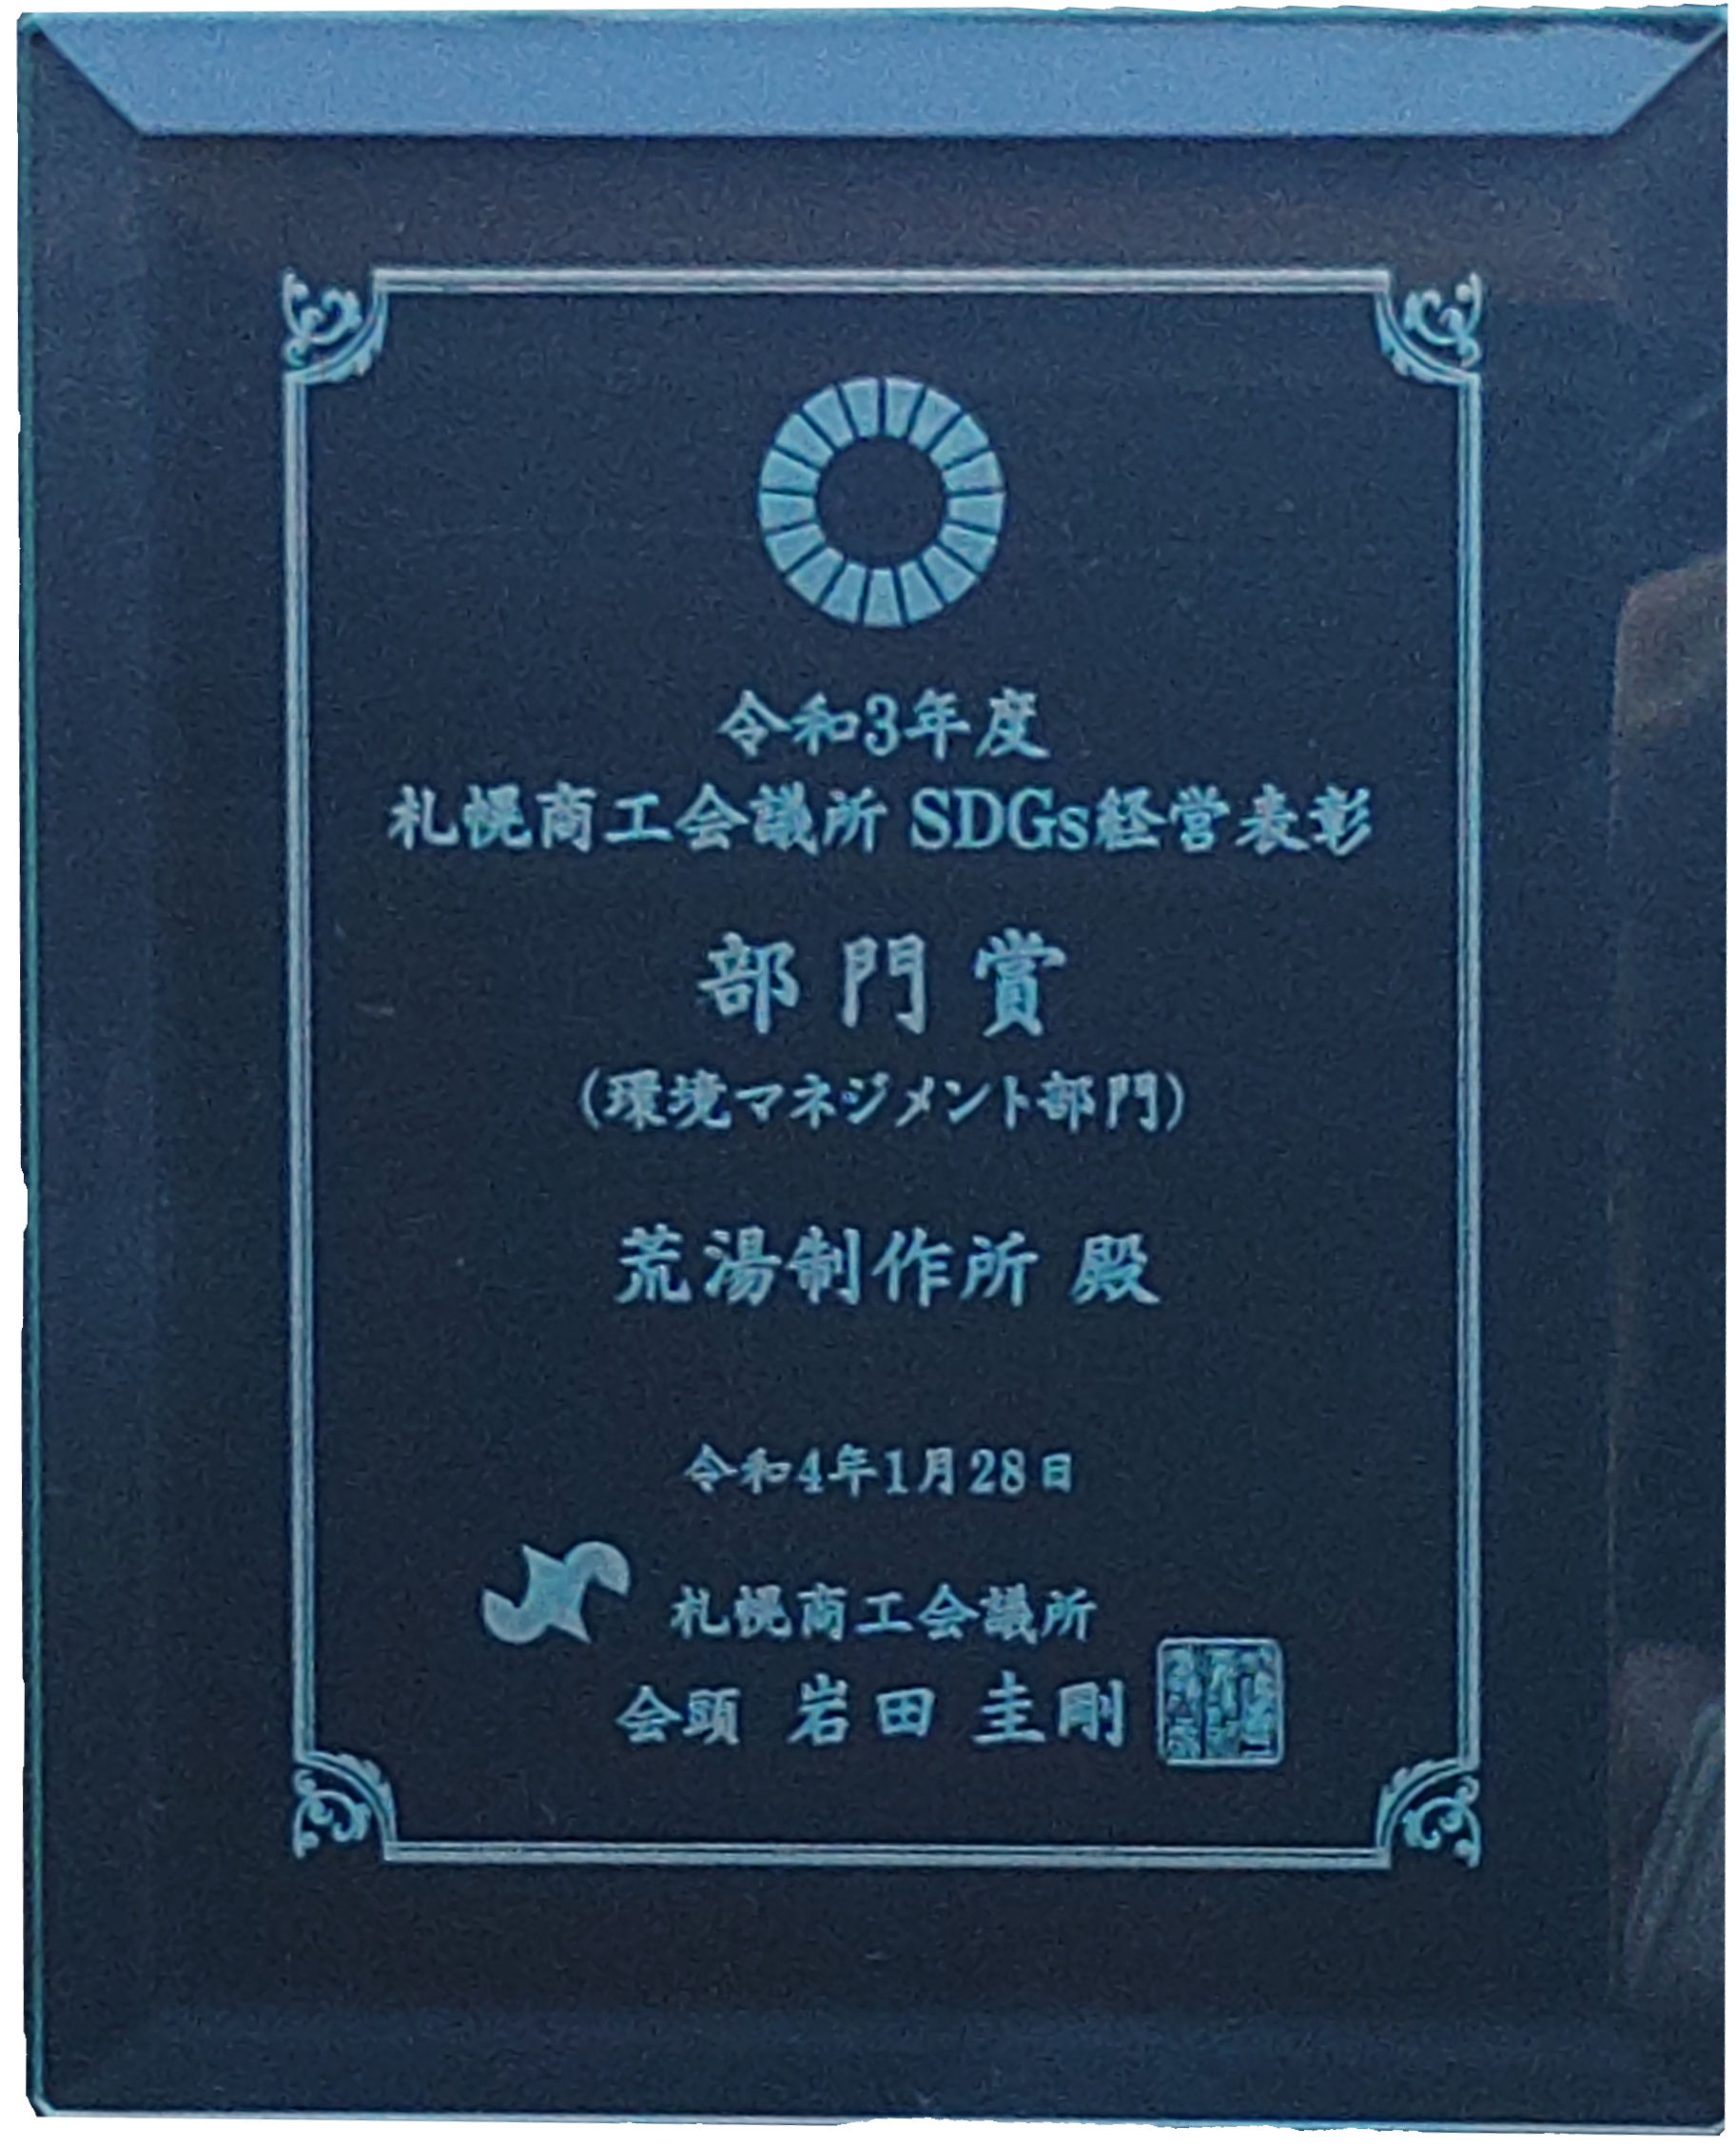 令和3年度
札幌商工会議所 SDGs経営表彰
部門賞
(環境マネジメント部門)
荒湯制作所 殿
令和4年1月28日
札幌商工会議所
会頭 岩田 圭剛